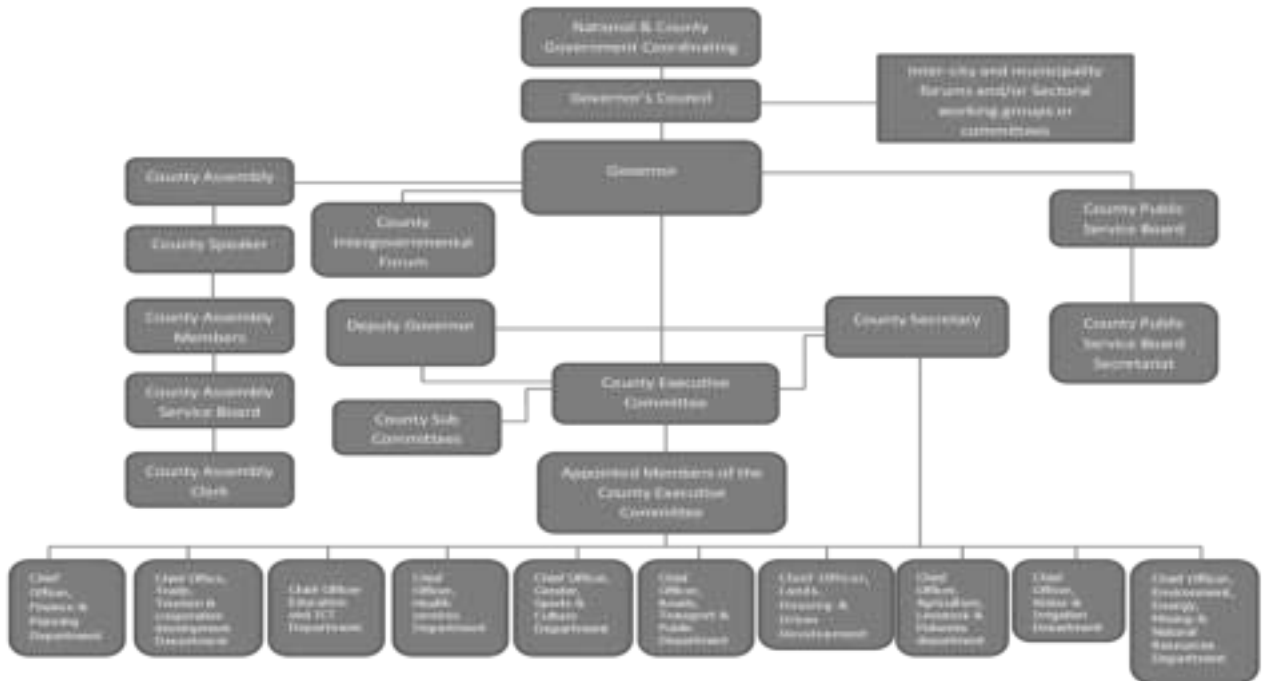 National & County
Government Coordinating
Governor's Council
Inter-city and municipality
forums and/or Sectoral
working groups or
committees
Governor
County Assembly
County
Intergovernmental
Forum
County Public
Service Board
County Speaker
County Assembly
Members
Deputy Governor
County Secretary
County Public
Service Board
Secretariat
County Executive
Committee
County Assembly
Service Board
County Sub
Committees
County Assembly
Clerk
Appointed Members of the
County Executive
Committee
Chief
Officer,
Finance &
Planning
Department
Chief Office,
Trade,
Tourism &
cooperative
Department
Chief Officer
Education
and ICT
Department
Chief
Officer,
Health
services
Department
Chief Officer,
Gender,
Sports &
Culture
Department
Chief
Officer,
Roads,
Transport &
Public
Department
Chief Officer,
Lands,
Housing &
Urban
Development
Chief
Officer,
Agriculture,
Livestock &
Fisheries
department
Chief
Officer,
Water &
Irrigation
Department
Chief Officer,
Environment,
Energy,
Mining &
Natural
Resources
Department